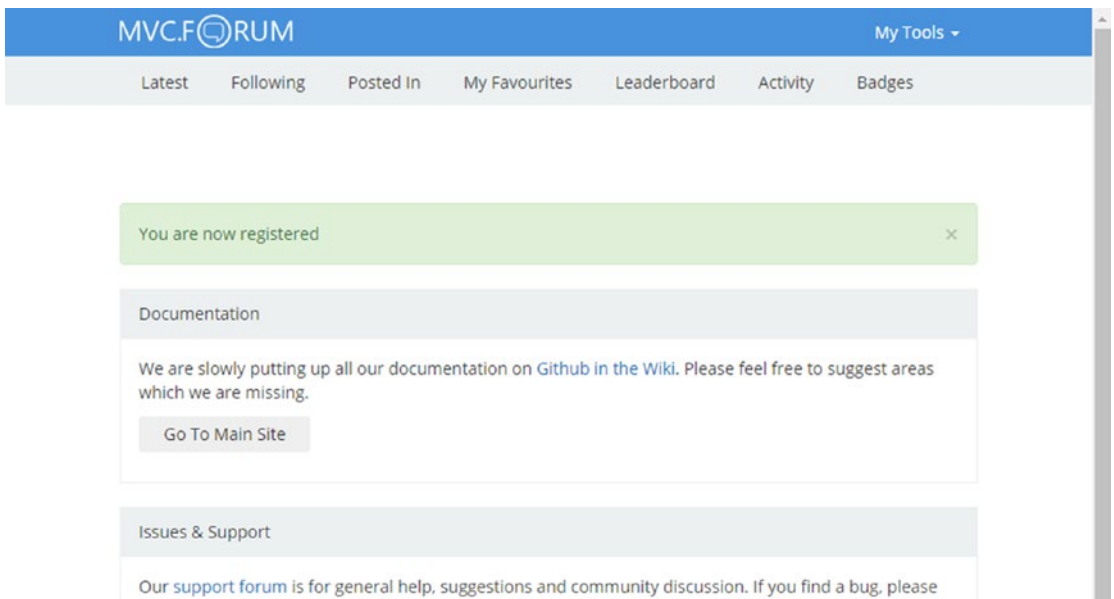 MVC.FORUM
My Tools
Latest Following Posted In My Favourites Leaderboard Activity Badges
You are now registered ×
Documentation
We are slowly putting up all our documentation on Github in the Wiki. Please feel free to suggest areas
which we are missing.
Go To Main Site
Issues & Support
Our support forum is for general help, suggestions and community discussion. If you find a bug, please